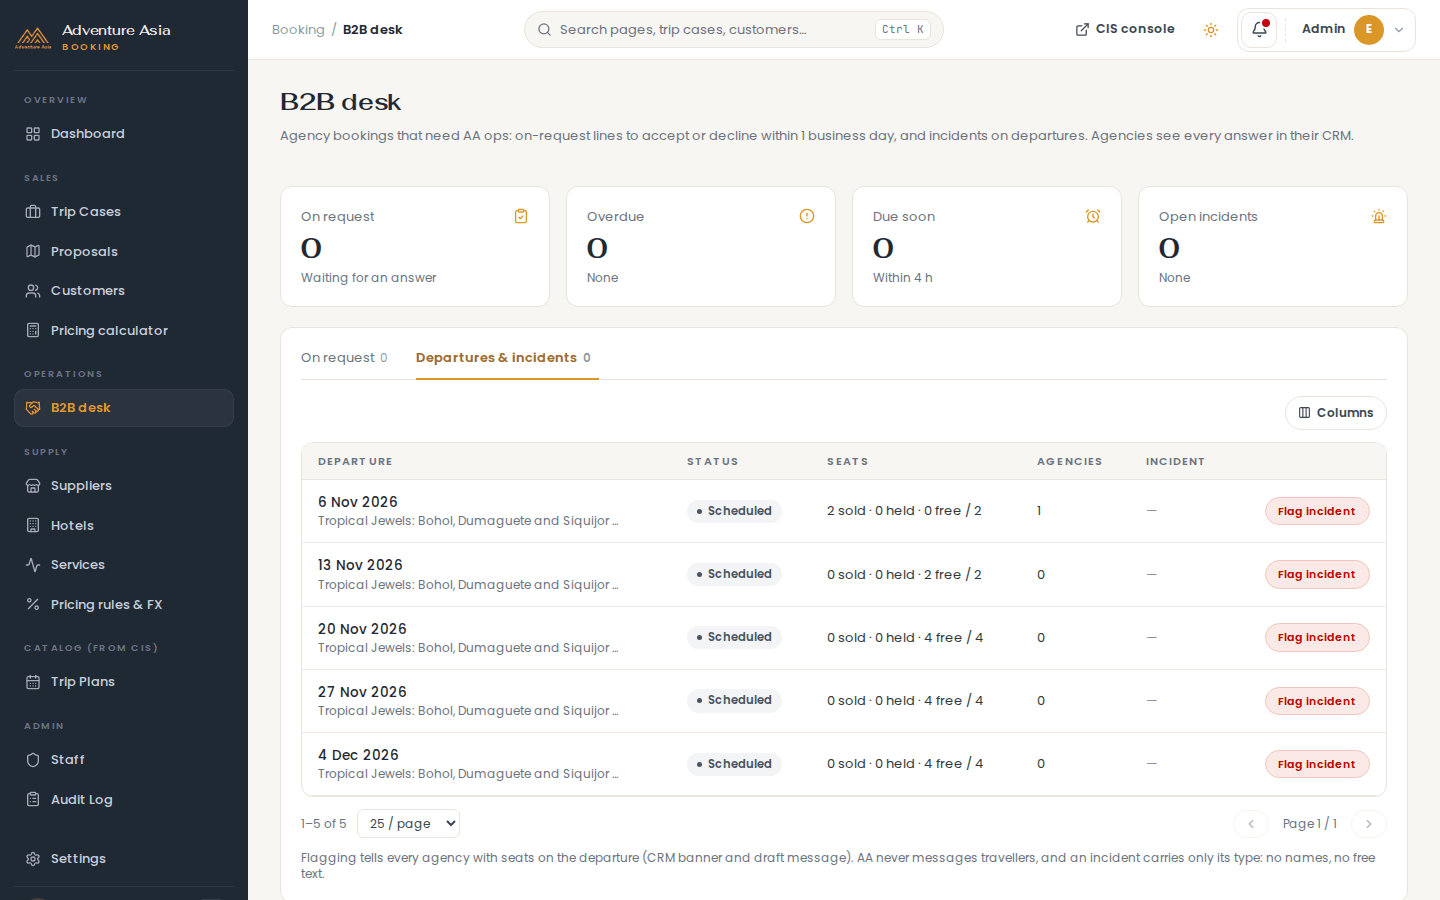 Adventure Asia
BOOKING
Adventure Asia
OVERVIEW
Dashboard
SALES
Trip Cases
Proposals
Customers
Pricing calculator
OPERATIONS
B2B desk
SUPPLY
Suppliers
Hotels
Services
Pricing rules & FX
CATALOG (FROM CIS)
Trip Plans
ADMIN
Staff
Audit Log
Settings
Booking / B2B desk
Search pages, trip cases, customers...
Ctrl K
CIS console
Admin
E
B2B desk
Agency bookings that need AA ops: on-request lines to accept or decline within 1 business day, and incidents on departures. Agencies see every answer in their CRM.
On request
0
Waiting for an answer
Overdue
0
None
Due soon
0
Within 4 h
Open incidents
0
None
On request 0
Departures & incidents 0
Columns
DEPARTURE STATUS SEATS AGENCIES INCIDENT
6 Nov 2026
Tropical Jewels: Bohol, Dumaguete and Siquijor …
Scheduled
2 sold · 0 held · 0 free / 2
1
—
Flag incident
13 Nov 2026
Tropical Jewels: Bohol, Dumaguete and Siquijor …
Scheduled
0 sold · 0 held · 2 free / 2
0
—
Flag incident
20 Nov 2026
Tropical Jewels: Bohol, Dumaguete and Siquijor …
Scheduled
0 sold · 0 held · 4 free / 4
0
—
Flag incident
27 Nov 2026
Tropical Jewels: Bohol, Dumaguete and Siquijor …
Scheduled
0 sold · 0 held · 4 free / 4
0
—
Flag incident
4 Dec 2026
Tropical Jewels: Bohol, Dumaguete and Siquijor …
Scheduled
0 sold · 0 held · 4 free / 4
0
—
Flag incident
1–5 of 5
25 / page
Page 1 / 1
Flagging tells every agency with seats on the departure (CRM banner and draft message). AA never messages travellers, and an incident carries only its type: no names, no free
text.